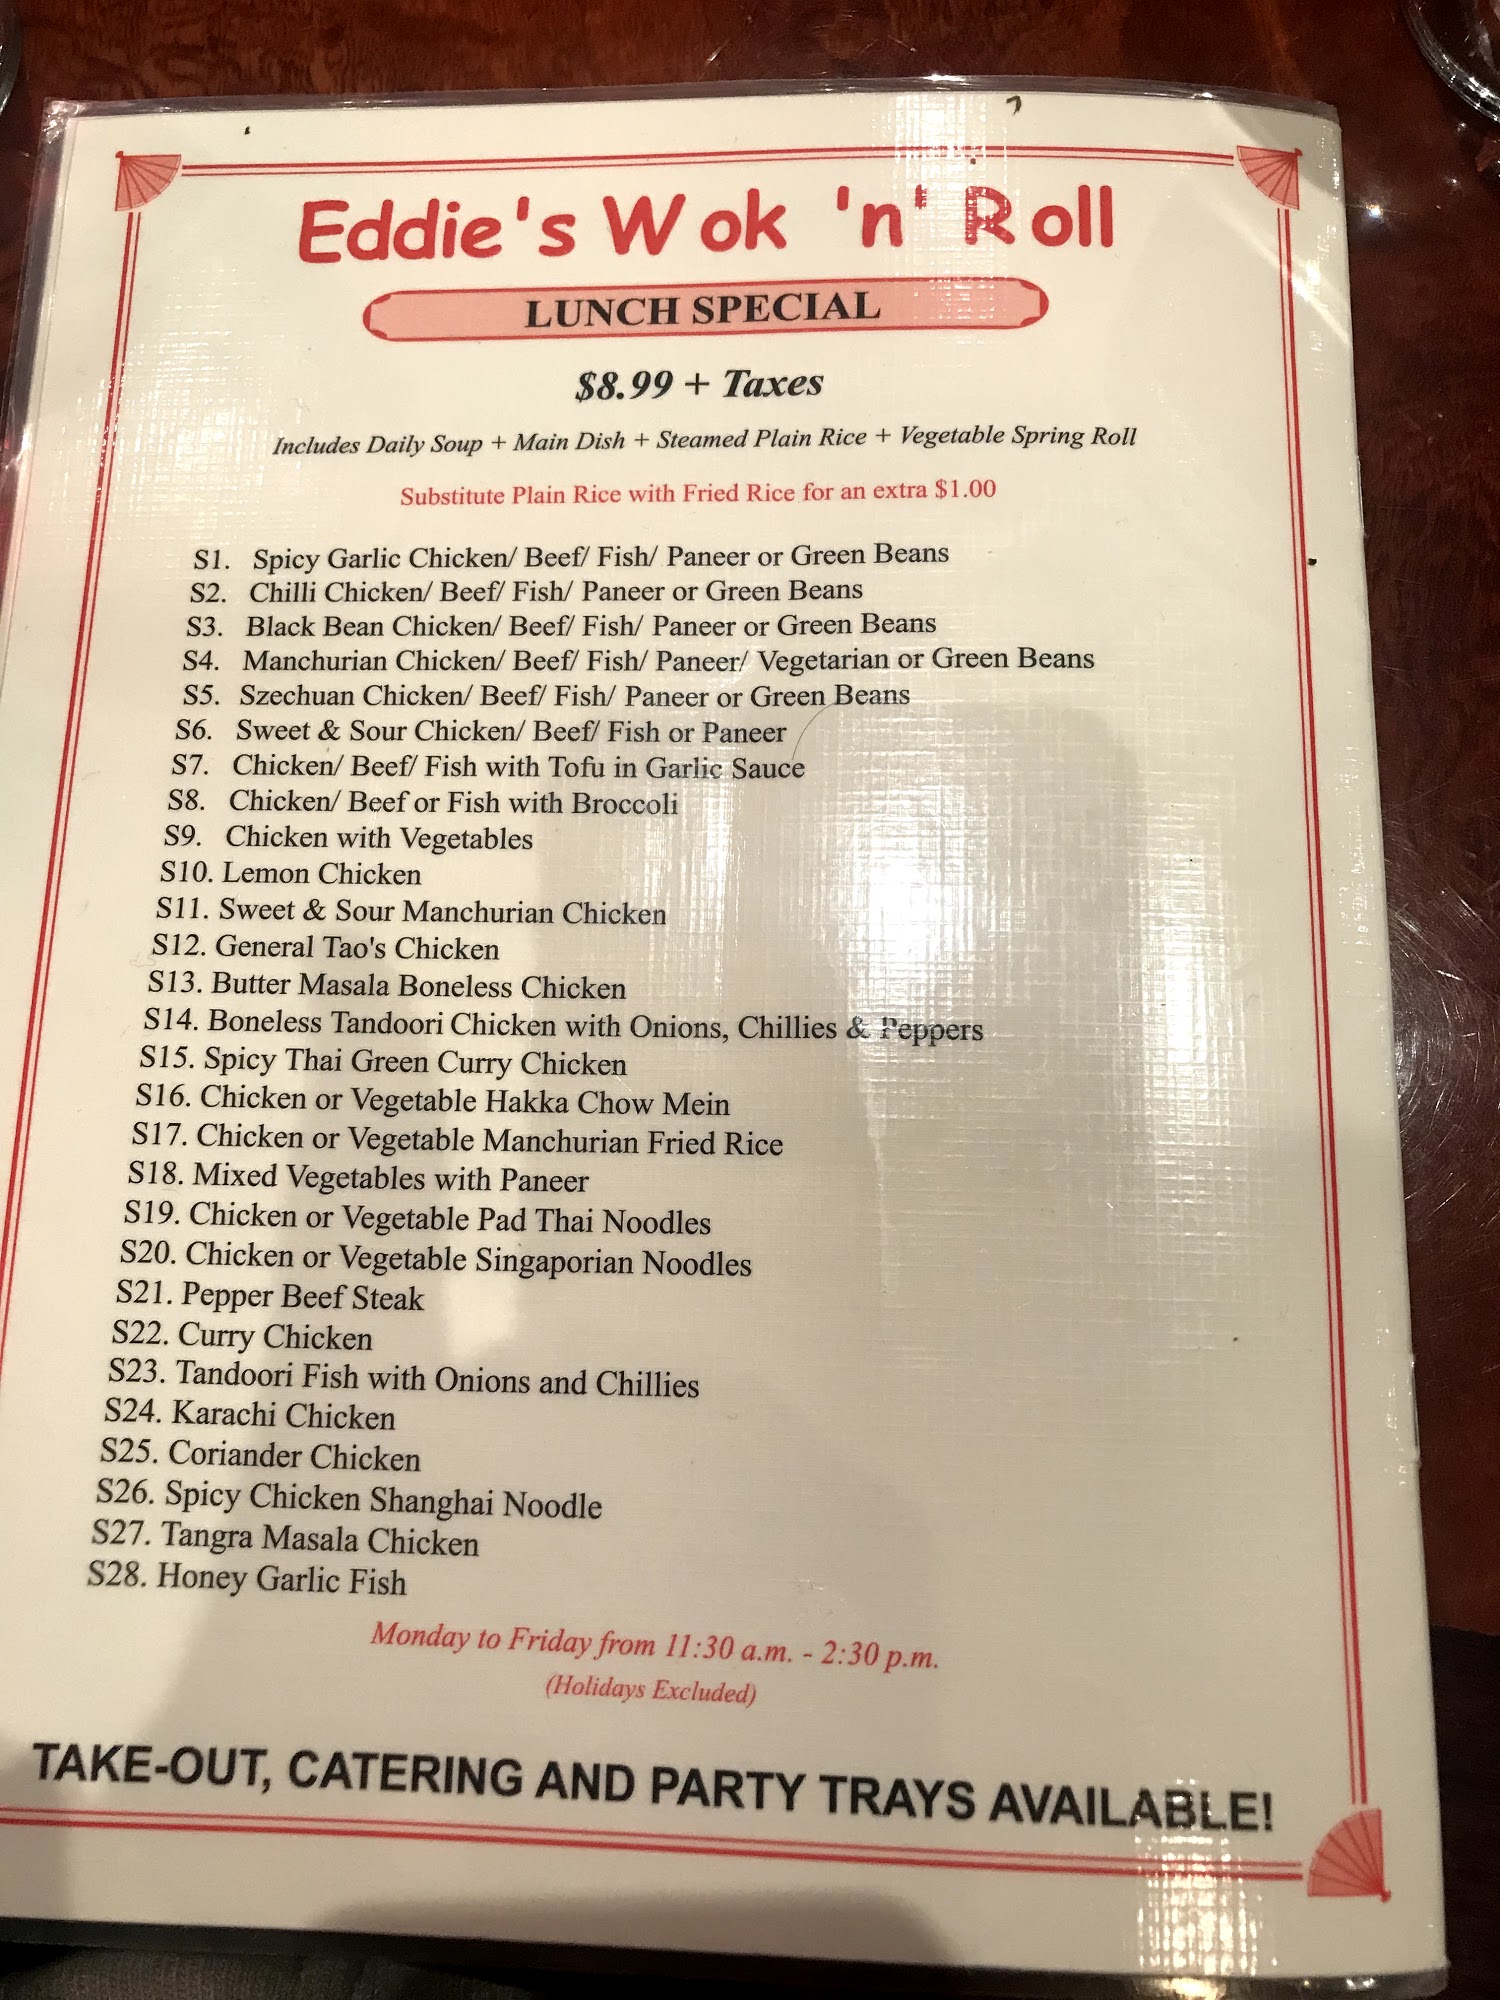 Eddie's Wok 'n' Roll
LUNCH SPECIAL
$8.99 + Taxes
Includes Daily Soup + Main Dish + Steamed Plain Rice + Vegetable Spring Roll
Substitute Plain Rice with Fried Rice for an extra $1.00
S1. Spicy Garlic Chicken/ Beef/ Fish/ Paneer or Green Beans
S2. Chilli Chicken/ Beef/ Fish/ Paneer or Green Beans
S3. Black Bean Chicken/ Beef/ Fish/ Paneer or Green Beans
S4. Manchurian Chicken/ Beef/ Fish/ Paneer/ Vegetarian or Green Beans
S5. Szechuan Chicken/ Beef/ Fish/ Paneer or Green Beans
S6. Sweet & Sour Chicken/ Beef/ Fish or Paneer
S7. Chicken/ Beef/ Fish with Tofu in Garlic Sauce
S8. Chicken/ Beef or Fish with Broccoli
S9. Chicken with Vegetables
S10. Lemon Chicken
S11. Sweet & Sour Manchurian Chicken
S12. General Tao's Chicken
S13. Butter Masala Boneless Chicken
S14. Boneless Tandoori Chicken with Onions, Chillies & Peppers
S15. Spicy Thai Green Curry Chicken
S16. Chicken or Vegetable Hakka Chow Mein
S17. Chicken or Vegetable Manchurian Fried Rice
S18. Mixed Vegetables with Paneer
S19. Chicken or Vegetable Pad Thai Noodles
S20. Chicken or Vegetable Singaporian Noodles
S21. Pepper Beef Steak
S22. Curry Chicken
S23. Tandoori Fish with Onions and Chillies
S24. Karachi Chicken
S25. Coriander Chicken
S26. Spicy Chicken Shanghai Noodle
S27. Tangra Masala Chicken
S28. Honey Garlic Fish
Monday to Friday from 11:30 a.m. - 2:30 p.m.
(Holidays Excluded)
TAKE-OUT, CATERING AND PARTY TRAYS AVAILABLE!